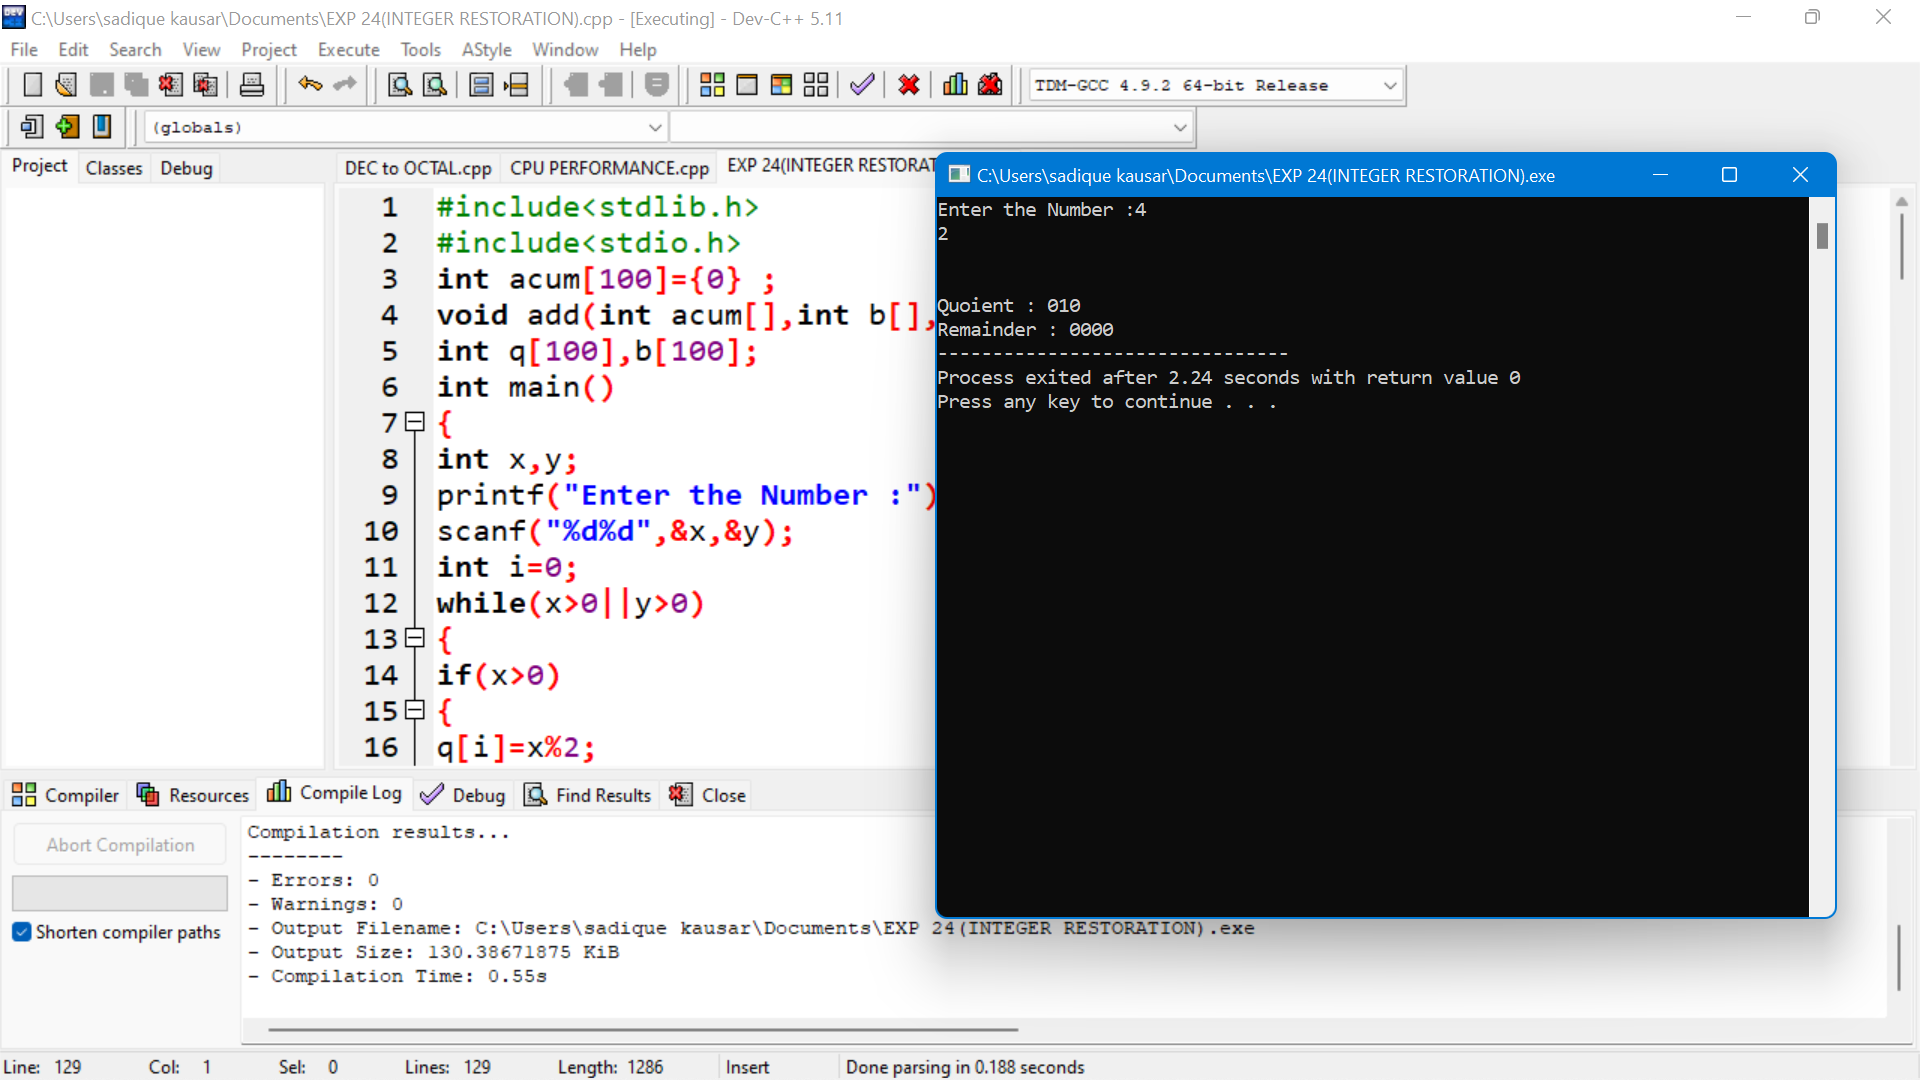 C:\Users\sadique kausar\Documents\EXP 24(INTEGER RESTORATION).cpp - [Executing] - Dev-C++ 5.11
File Edit Search View Project Execute Tools AStyle Window Help
TDM-GCC 4.9.2 64-bit Release
(globals)
Project Classes Debug
DEC to OCTAL.cpp CPU PERFORMANCE.cpp EXP 24(INTEGER RESTORAT
1 #include<stdlib.h>
2 #include<stdio.h>
3 int acum[100]={0} ;
4 void add(int acum[],int b[],
5 int q[100],b[100];
6 int main()
7 {
8 int x,y;
9 printf("Enter the Number :")
10 scanf("%d%d",&x,&y);
11 int i=0;
12 while(x>0||y>0)
13 {
14 if(x>0)
15 {
16 q[i]=x%2;
C:\Users\sadique kausar\Documents\EXP 24(INTEGER RESTORATION).exe
Enter the Number :4
2
Quoient : 010
Remainder : 0000
--------------------------------
Process exited after 2.24 seconds with return value 0
Press any key to continue . . .
Compiler Resources Compile Log Debug Find Results Close
Abort Compilation
Shorten compiler paths
Compilation results...
--------
- Errors: 0
- Warnings: 0
- Output Filename: C:\Users\sadique kausar\Documents\EXP 24(INTEGER RESTORATION).exe
- Output Size: 130.38671875 KiB
- Compilation Time: 0.55s
Line: 129 Col: 1 Sel: 0 Lines: 129 Length: 1286 Insert Done parsing in 0.188 seconds